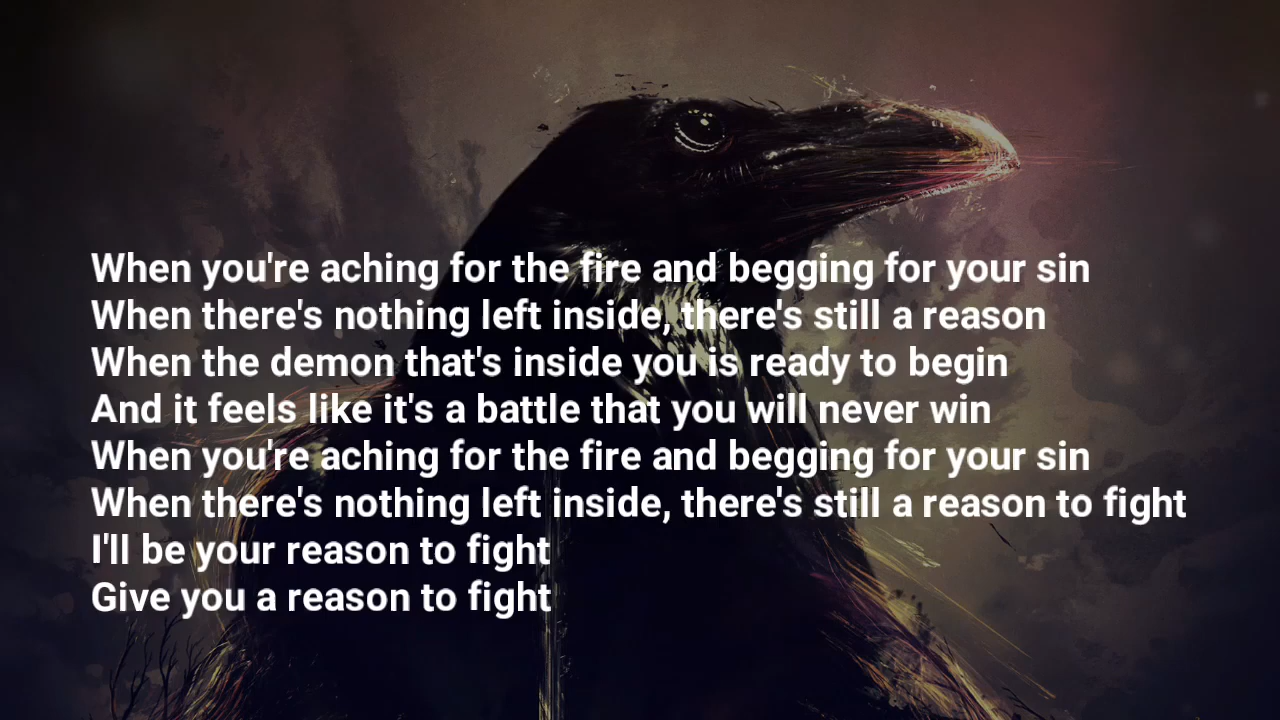 When you're aching for the fire and begging for your sin
When there's nothing left inside, there's still a reason
When the demon that's inside you is ready to begin
And it feels like it's a battle that you will never win
When you're aching for the fire and begging for your sin
When there's nothing left inside, there's still a reason to fight
I'll be your reason to fight
Give you a reason to fight